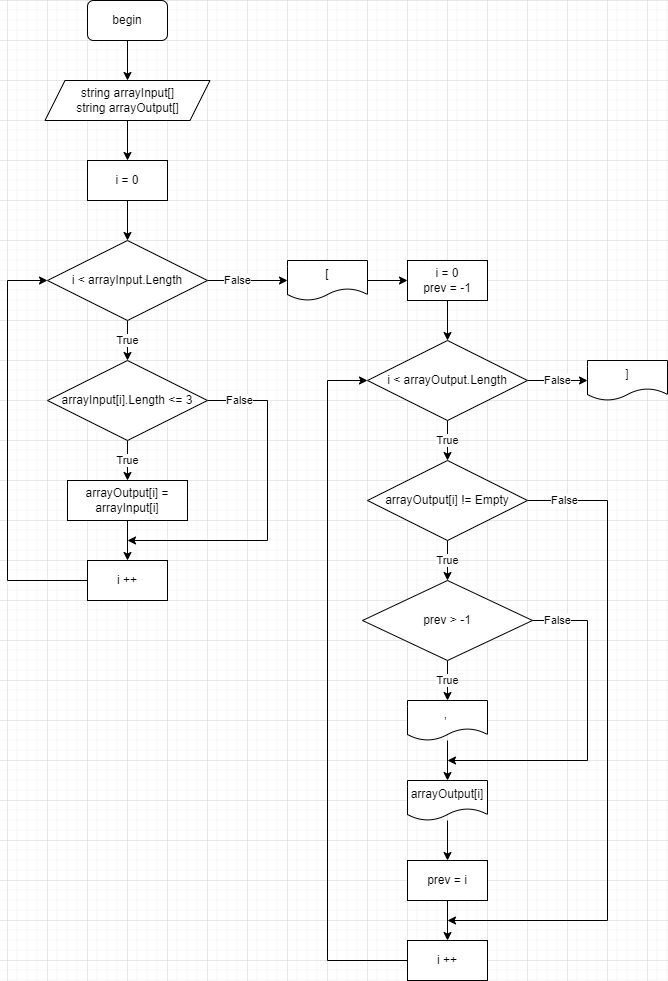 begin
string arrayInput[]
string arrayOutput[]
i = 0
i < arrayInput.Length
False
True
arrayInput[i].Length <= 3
False
True
arrayOutput[i] =
arrayInput[i]
i ++
[
i = 0
prev = -1
i < arrayOutput.Length
False
]
True
arrayOutput[i] != Empty
False
True
prev > -1
False
True
,
arrayOutput[i]
prev = i
i ++